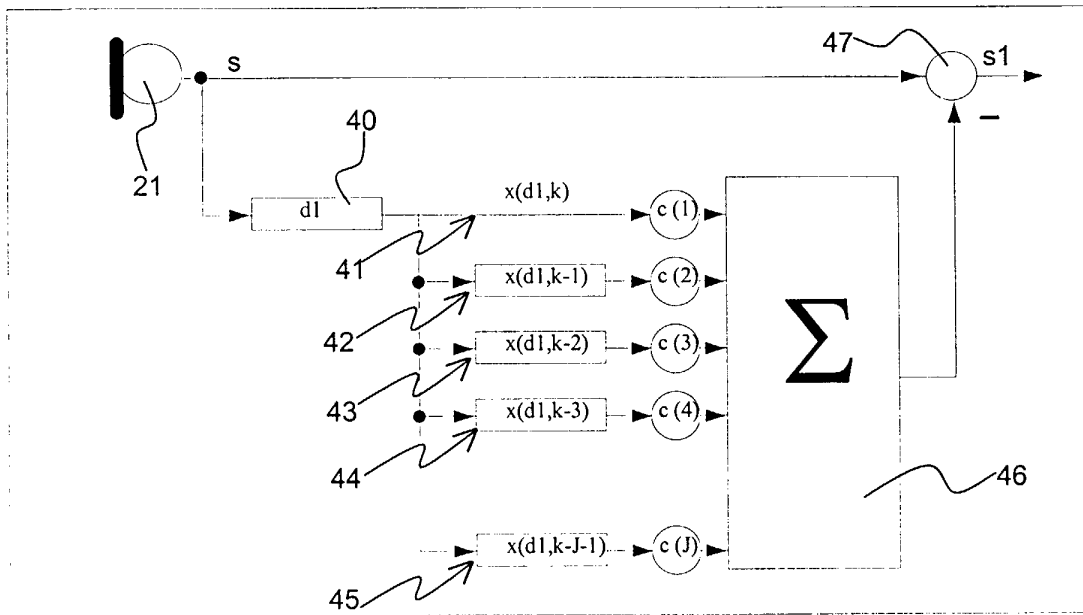 47
s
s1
−
40
21
d1
x(d1,k)
c (1)
41
x(d1,k-1)
c (2)
42
x(d1,k-2)
c (3)
Σ
43
x(d1,k-3)
c (4)
44
46
x(d1,k-J-1)
c (J)
45